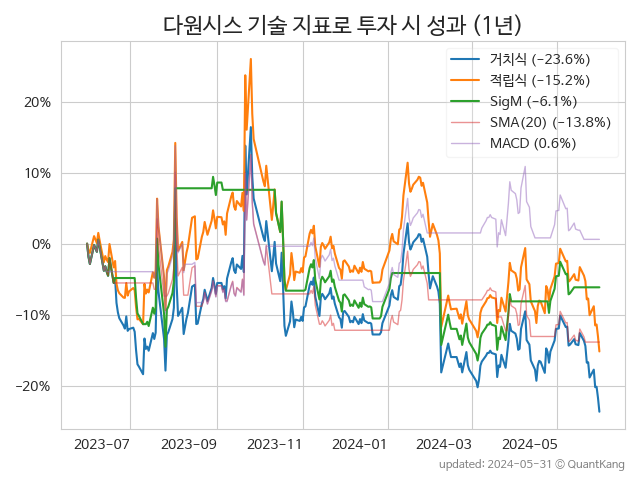 다원시스 기술 지표로 투자 시 성과 (1년)
거치식 (−23.6%)
적립식 (−15.2%)
SigM (−6.1%)
SMA(20) (−13.8%)
MACD (0.6%)
20%
10%
0%
−10%
−20%
2023-07 2023-09 2023-11 2024-01 2024-03 2024-05
updated: 2024-05-31 © QuantKang